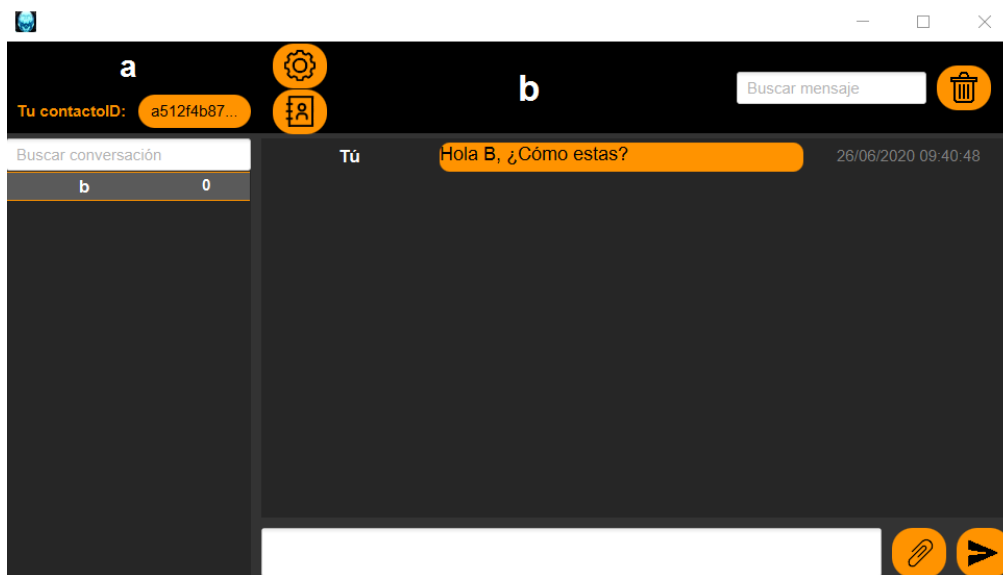 a
Tu contactoID: a512f4b87...
b
Buscar mensaje
Buscar conversación
b 0
Tú Hola B, ¿Cómo estas? 26/06/2020 09:40:48